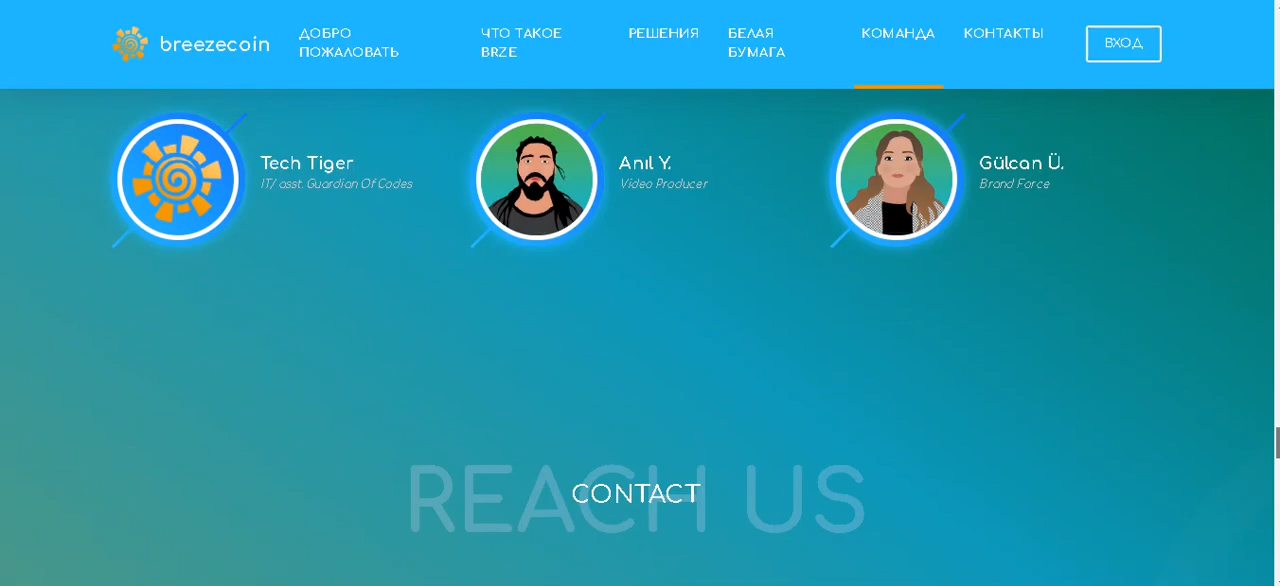 breezecoin
ДОБРО
ПОЖАЛОВАТЬ
ЧТО ТАКОЕ
BRZE
РЕШЕНИЯ
БЕЛАЯ
БУМАГА
КОМАНДА
КОНТАКТЫ
ВХОД
Tech Tiger
IT/ asst. Guardian Of Codes
Anıl Y.
Video Producer
Gülcan Ü.
Brand Force
REACH US
CONTACT